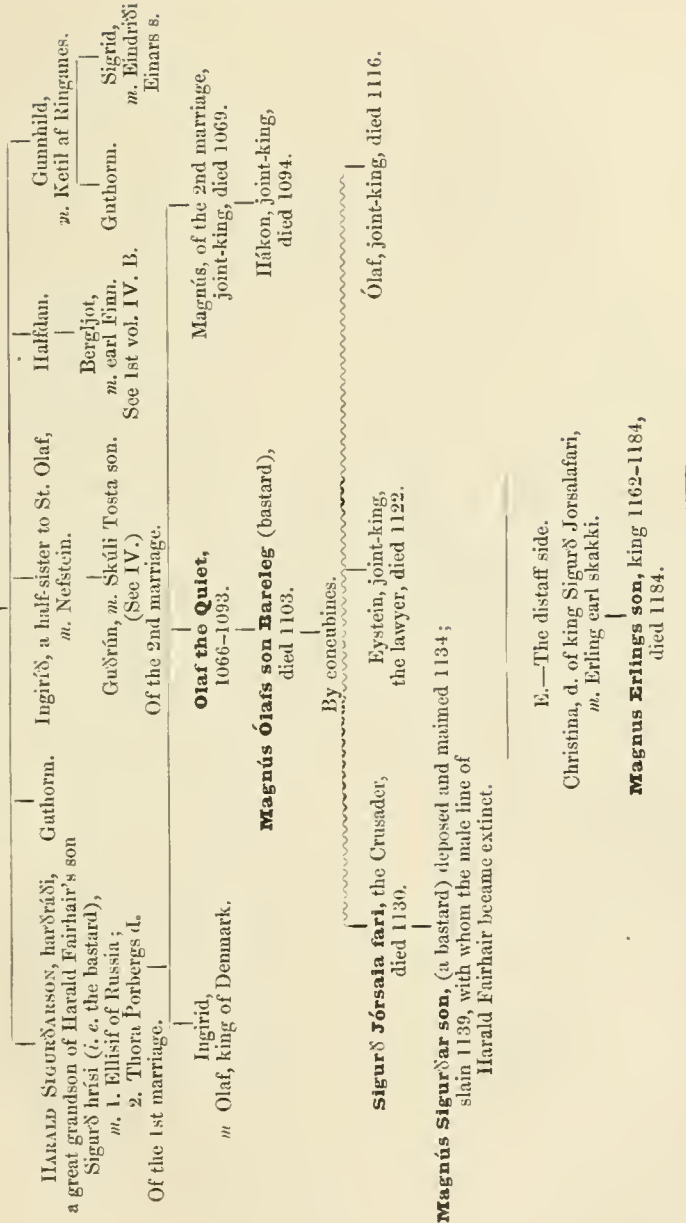 HARALD SIGURÐARSON, harðráði,
a great grandson of Harald Fairhair's son
Sigurð hrísi (i. e. the bastard),
m. 1. Ellisif of Russia;
2. Thora Þorbergs d.
Of the 1st marriage.
Guthorm.
Ingiríð, a half-sister to St. Olaf,
m. Nefstein.
Guðrún, m. Skúli Tosta son.
(See IV.)
Of the 2nd marriage.
Halfdan.
Bergljot,
m. earl Finn.
See 1st vol. IV. B.
Gunnhild,
m. Ketil af Ringanes.
Guthorm.
Sigrid,
m. Eindriði
Einars s.
Ingirid,
m Olaf, king of Denmark.
Olaf the Quiet,
1066–1093.
Magnús, of the 2nd marriage,
joint-king, died 1069.
Magnús Ólafs son Bareleg (bastard),
died 1103.
Hákon, joint-king,
died 1094.
By concubines.
Sigurð Jórsala fari, the Crusader,
died 1130.
Eystein, joint-king,
the lawyer, died 1122.
Ólaf, joint-king, died 1116.
Magnús Sigurðar son, (a bastard) deposed and maimed 1134;
slain 1139, with whom the male line of
Harald Fairhair became extinct.
E.—The distaff side.
Christina, d. of king Sigurð Jorsalafari,
m. Erling earl skakki.
Magnus Erlings son, king 1162–1184,
died 1184.